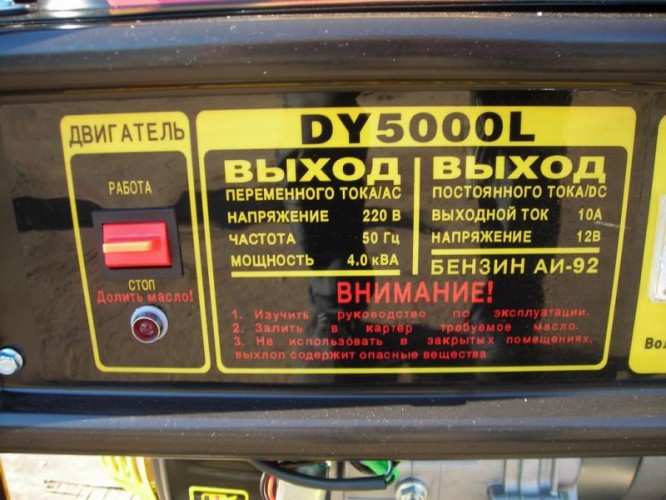 ДВИГАТЕЛЬ
РАБОТА
СТОП
Долить масло!
DY5000L
ВЫХОД
ПЕРЕМЕННОГО ТОКА/АС
НАПРЯЖЕНИЕ 220 В
ЧАСТОТА 50 Гц
МОЩНОСТЬ 4.0 кВА
ВЫХОД
ПОСТОЯННОГО ТОКА/DC
ВЫХОДНОЙ ТОК 10А
НАПРЯЖЕНИЕ 12В
БЕНЗИН АИ-92
ВНИМАНИЕ!
1. Изучить руководство по эксплуатации.
2. Залить в картер требуемое масло.
3. Не использовать в закрытых помещениях,
выхлоп содержит опасные вещества